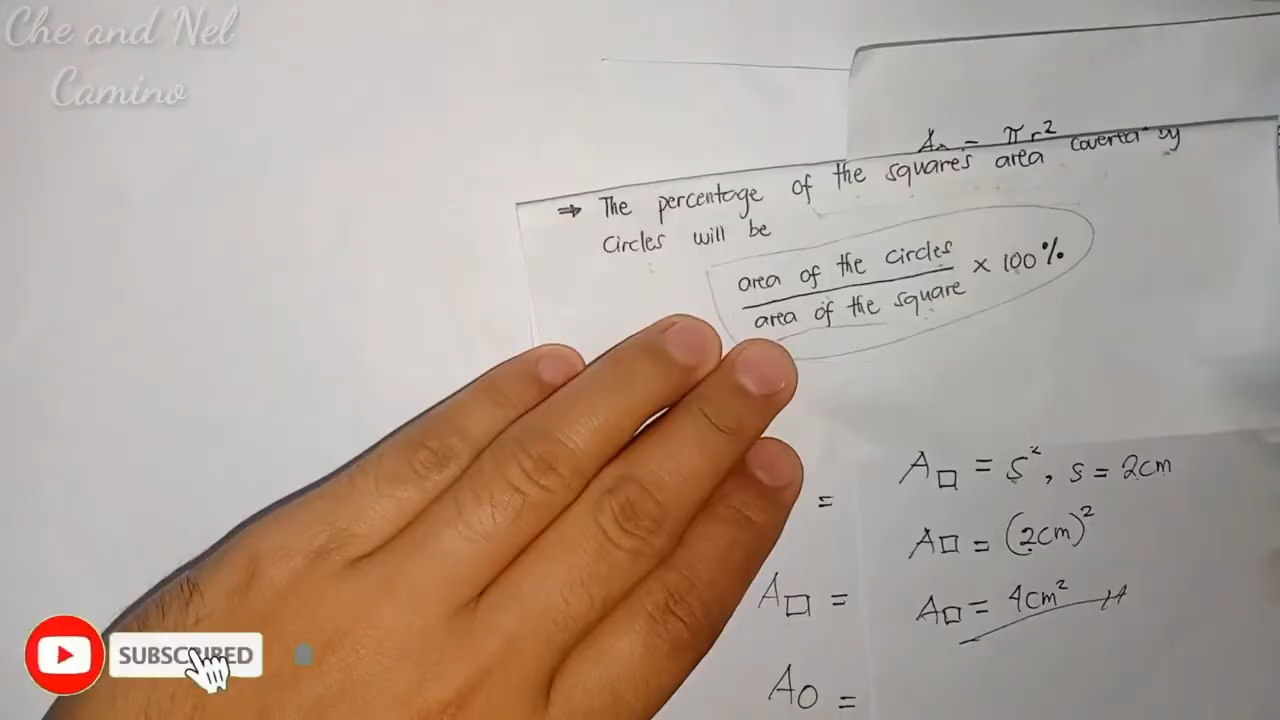 Che and Nel
Camino
A○ = πr²
⇒ The percentage of the squares area coverta by
circles will be
area of the circles
area of the square
× 100%
A□ = s², s = 2cm
=
A□ = (2cm)²
A□ =
A□ = 4cm²
A○ =
SUBSCRIBED